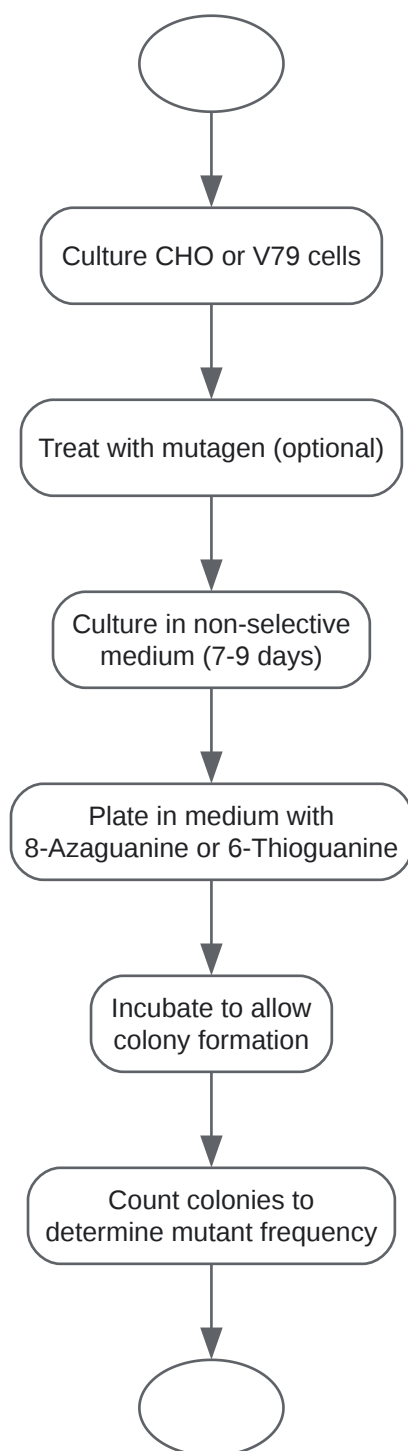 Culture CHO or V79 cells
Treat with mutagen (optional)
Culture in non-selective
medium (7-9 days)
Plate in medium with
8-Azaguanine or 6-Thioguanine
Incubate to allow
colony formation
Count colonies to
determine mutant frequency